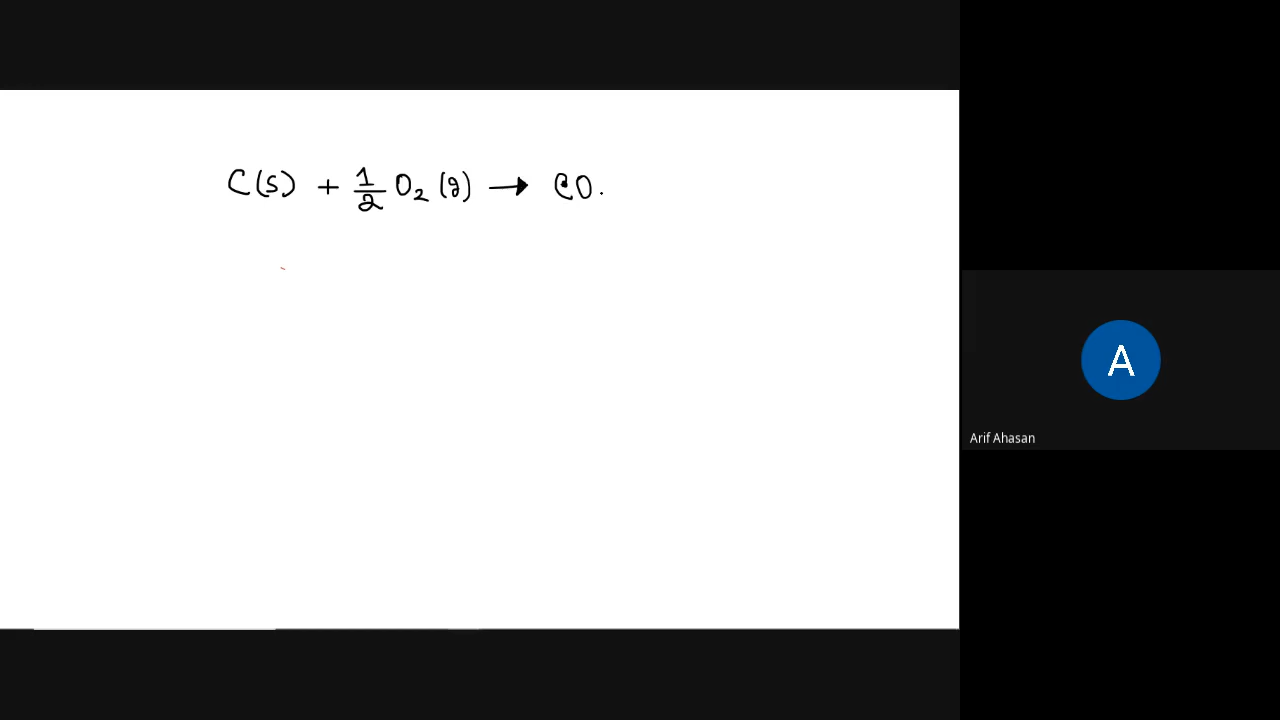 C(s) + 1/2 O₂ (g) → CO.
A
Arif Ahasan